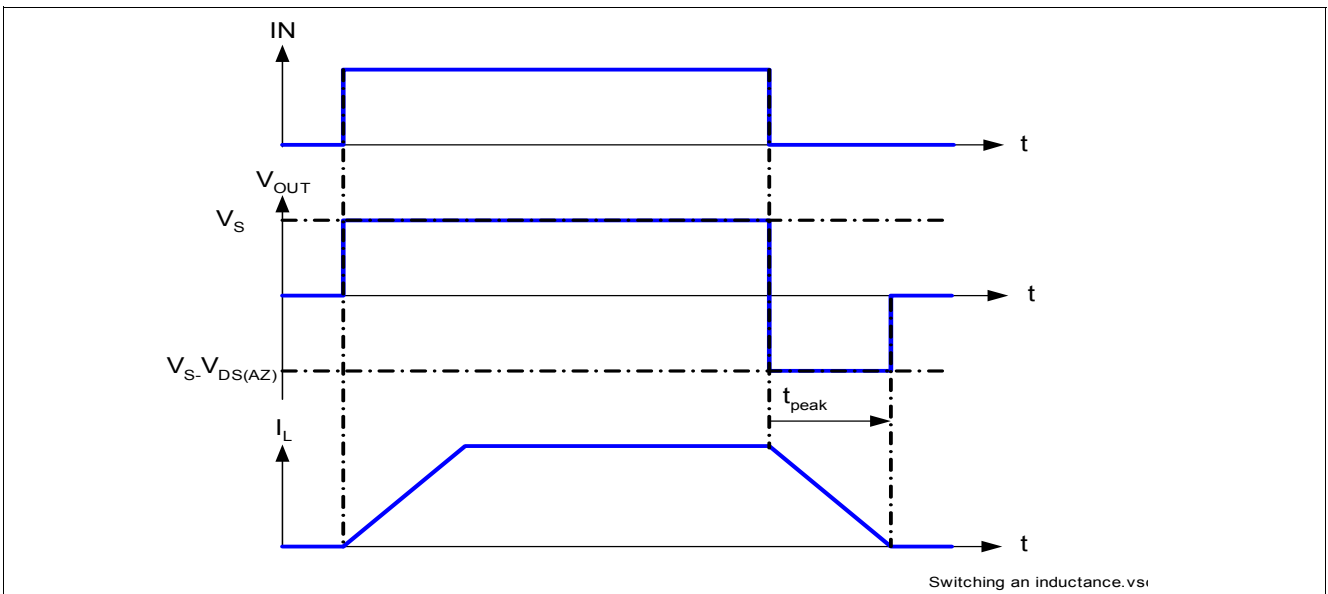 IN
t
V_OUT
V_S
t
V_S-V_DS(AZ)
t_peak
I_L
t
Switching an inductance.vs